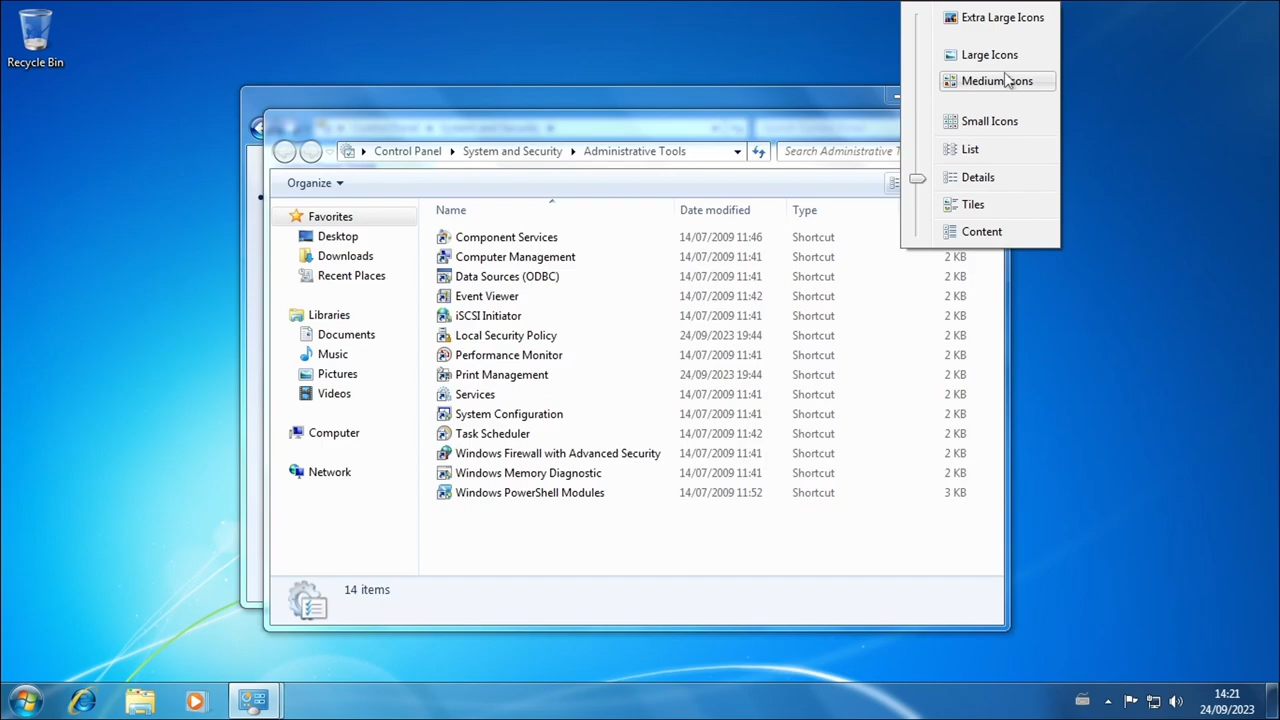 Recycle Bin
Extra Large Icons
Large Icons
Medium Icons
Small Icons
List
Details
Tiles
Content
Control Panel
System and Security
Administrative Tools
Search Administrative T
Organize
Name
Date modified
Type
Favorites
Desktop
Downloads
Recent Places
Libraries
Documents
Music
Pictures
Videos
Computer
Network
Component Services 14/07/2009 11:46 Shortcut
Computer Management 14/07/2009 11:41 Shortcut 2 KB
Data Sources (ODBC) 14/07/2009 11:41 Shortcut 2 KB
Event Viewer 14/07/2009 11:42 Shortcut 2 KB
iSCSI Initiator 14/07/2009 11:41 Shortcut 2 KB
Local Security Policy 24/09/2023 19:44 Shortcut 2 KB
Performance Monitor 14/07/2009 11:41 Shortcut 2 KB
Print Management 24/09/2023 19:44 Shortcut 2 KB
Services 14/07/2009 11:41 Shortcut 2 KB
System Configuration 14/07/2009 11:41 Shortcut 2 KB
Task Scheduler 14/07/2009 11:42 Shortcut 2 KB
Windows Firewall with Advanced Security 14/07/2009 11:41 Shortcut 2 KB
Windows Memory Diagnostic 14/07/2009 11:41 Shortcut 2 KB
Windows PowerShell Modules 14/07/2009 11:52 Shortcut 3 KB
14 items
14:21
24/09/2023